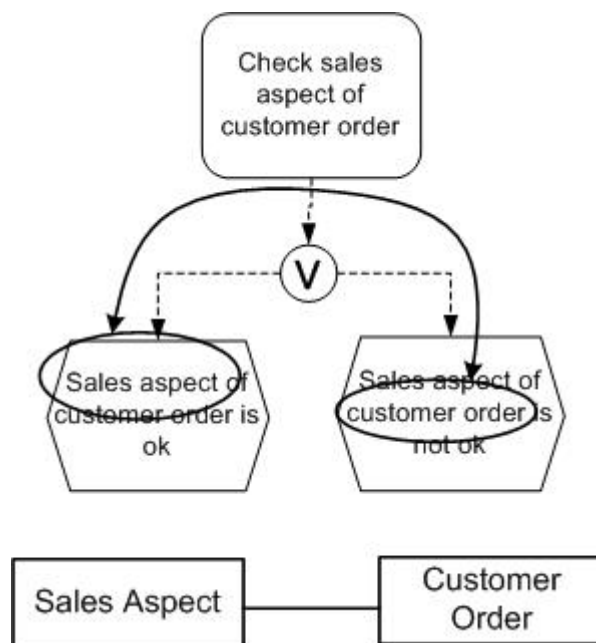 Check sales
aspect of
customer order
V
Sales aspect of
customer order is
ok
Sales aspect of
customer order is
not ok
Sales Aspect
Customer
Order